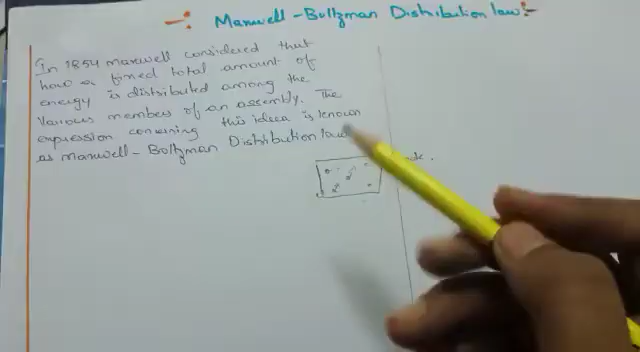 -: Maxwell-Boltzman Distribution law:-
In 1854 maxwell considered that
how a fixed total amount of
energy is distributed among the
various members of an assembly. The
expression conveying this idea is known
as Maxwell-Boltzman Distribution law